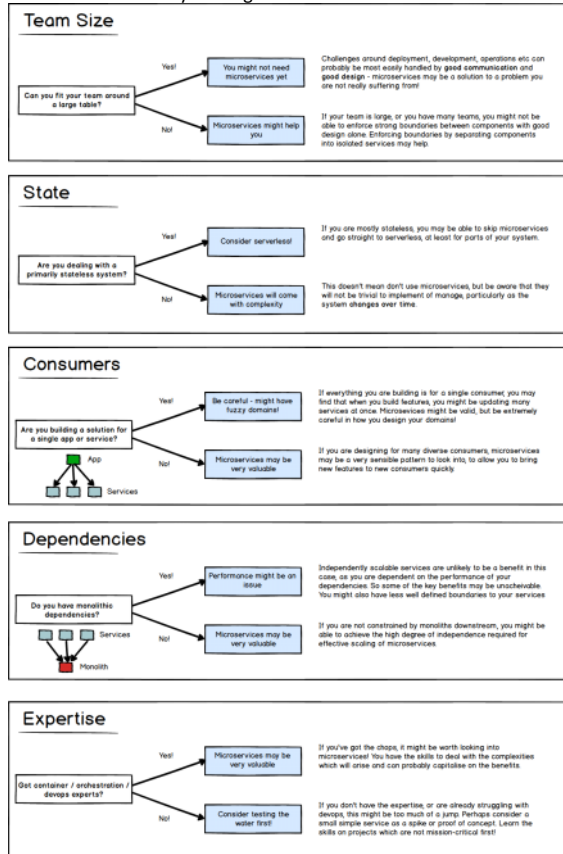 Team Size
Yes!
You might not need
microservices yet
Challenges around deployment, development, operations etc can
probably be most easily handled by good communication and
good design - microservices may be a solution to a problem you
are not really suffering from!
Can you fit your team around
a large table?
No!
Microservices might help
you
If your team is large, or you have many teams, you might not be
able to enforce strong boundaries between components with good
design alone. Enforcing boundaries by separating components
into isolated services may help.
State
Yes!
Consider serverless!
If you are mostly stateless, you may be able to skip microservices
and go straight to serverless, at least for parts of your system.
Are you dealing with a
primarily stateless system?
No!
Microservices will come
with complexity
This doesn't mean don't use microservices, but be aware that they
will not be trivial to implement of manage, particularly as the
system changes over time.
Consumers
Yes!
Be careful - might have
fuzzy domains!
If everything you are building is for a single consumer, you may
find that when you build features, you might be updating many
services at once. Microsevices might be valid, but be extremely
careful in how you design your domains!
Are you building a solution for
a single app or service?
App
Services
No!
Microservices may be
very valuable
If you are designing for many diverse consumers, microservices
may be a very sensible pattern to look into, to allow you to bring
new features to new consumers quickly.
Dependencies
Yes!
Performance might be an
issue
Independently scalable services are unlikely to be a benefit in this
case, as you are dependent on the performance of your
dependencies. So some of the key benefits may be unacheivable.
You might also have less well defined boundaries to your services
Do you have monolithic
dependencies?
Services
Monolith
No!
Microservices may be
very valuable
If you are not constrained by monoliths downstream, you might be
able to achieve the high degree of independence required for
effective scaling of microservices.
Expertise
Yes!
Microservices may be
very valuable
If you've got the chops, it might be worth looking into
microservices! You have the skills to deal with the complexities
which will arise and can probably capitalise on the benefits.
Got container / orchestration /
devops experts?
No!
Consider testing the
water first!
If you don't have the expertise, or are already struggling with
devops, this might be too much of a jump. Perhaps consider a
small simple service as a spike or proof of concept. Learn the
skills on projects which are not mission-critical first!